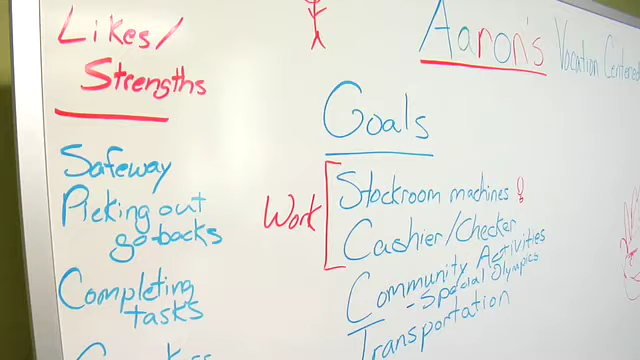 Likes/
Strengths
Safeway
Picking out
go-backs
Completing
tasks
Aaron's Vocation Centered
Goals
Work
Stockroom machines!
Cashier/Checker
Community Activities
- Special Olympics
Transportation